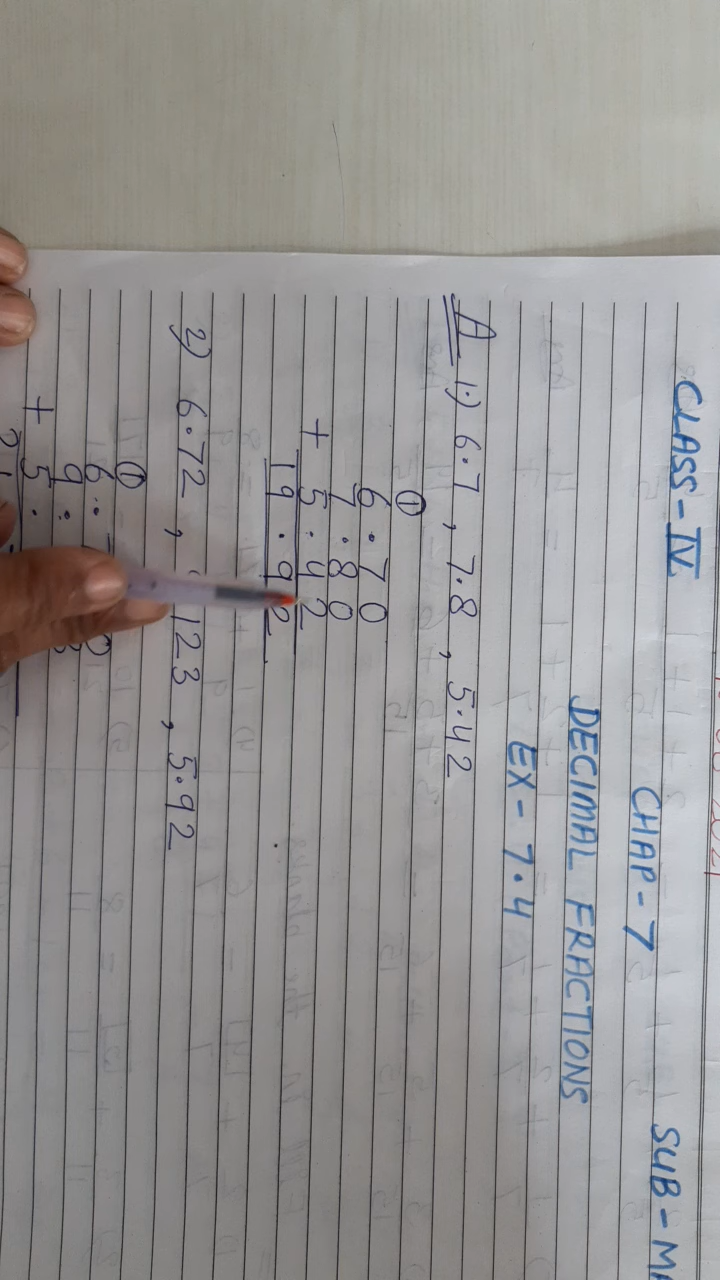 CLASS-IV CHAP-7 SUB-MA
DECIMAL FRACTIONS
EX-7.4
A 1.) 6.7, 7.8, 5.42
1
6.70
7.80
+ 5.42
19.92
2) 6.72, 123, 5.92
1
6.
9.
+ 5.